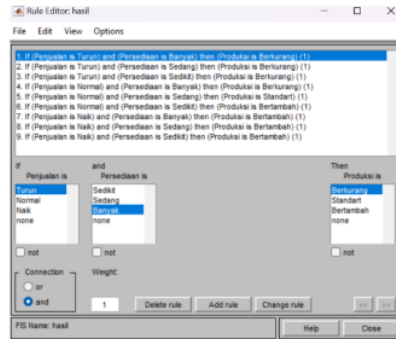 Rule Editor: hasil
File Edit View Options
1. If (Penjualan is Turun) and (Persediaan is Banyak) then (Produksi is Berkurang) (1)
2. If (Penjualan is Turun) and (Persediaan is Sedang) then (Produksi is Berkurang) (1)
3. If (Penjualan is Turun) and (Persediaan is Sedikit) then (Produksi is Berkurang) (1)
4. If (Penjualan is Normal) and (Persediaan is Banyak) then (Produksi is Berkurang) (1)
5. If (Penjualan is Normal) and (Persediaan is Sedang) then (Produksi is Standart) (1)
6. If (Penjualan is Normal) and (Persediaan is Sedikit) then (Produksi is Bertambah) (1)
7. If (Penjualan is Naik) and (Persediaan is Banyak) then (Produksi is Bertambah) (1)
8. If (Penjualan is Naik) and (Persediaan is Sedang) then (Produksi is Bertambah) (1)
9. If (Penjualan is Naik) and (Persediaan is Sedikit) then (Produksi is Bertambah) (1)
If and Then
Penjualan is Persediaan is Produksi is
Turun Sedikit Berkurang
Normal Sedang Standart
Naik Banyak Bertambah
none none none
not not not
Connection Weight:
or
and 1 Delete rule Add rule Change rule << >>
FIS Name: hasil Help Close